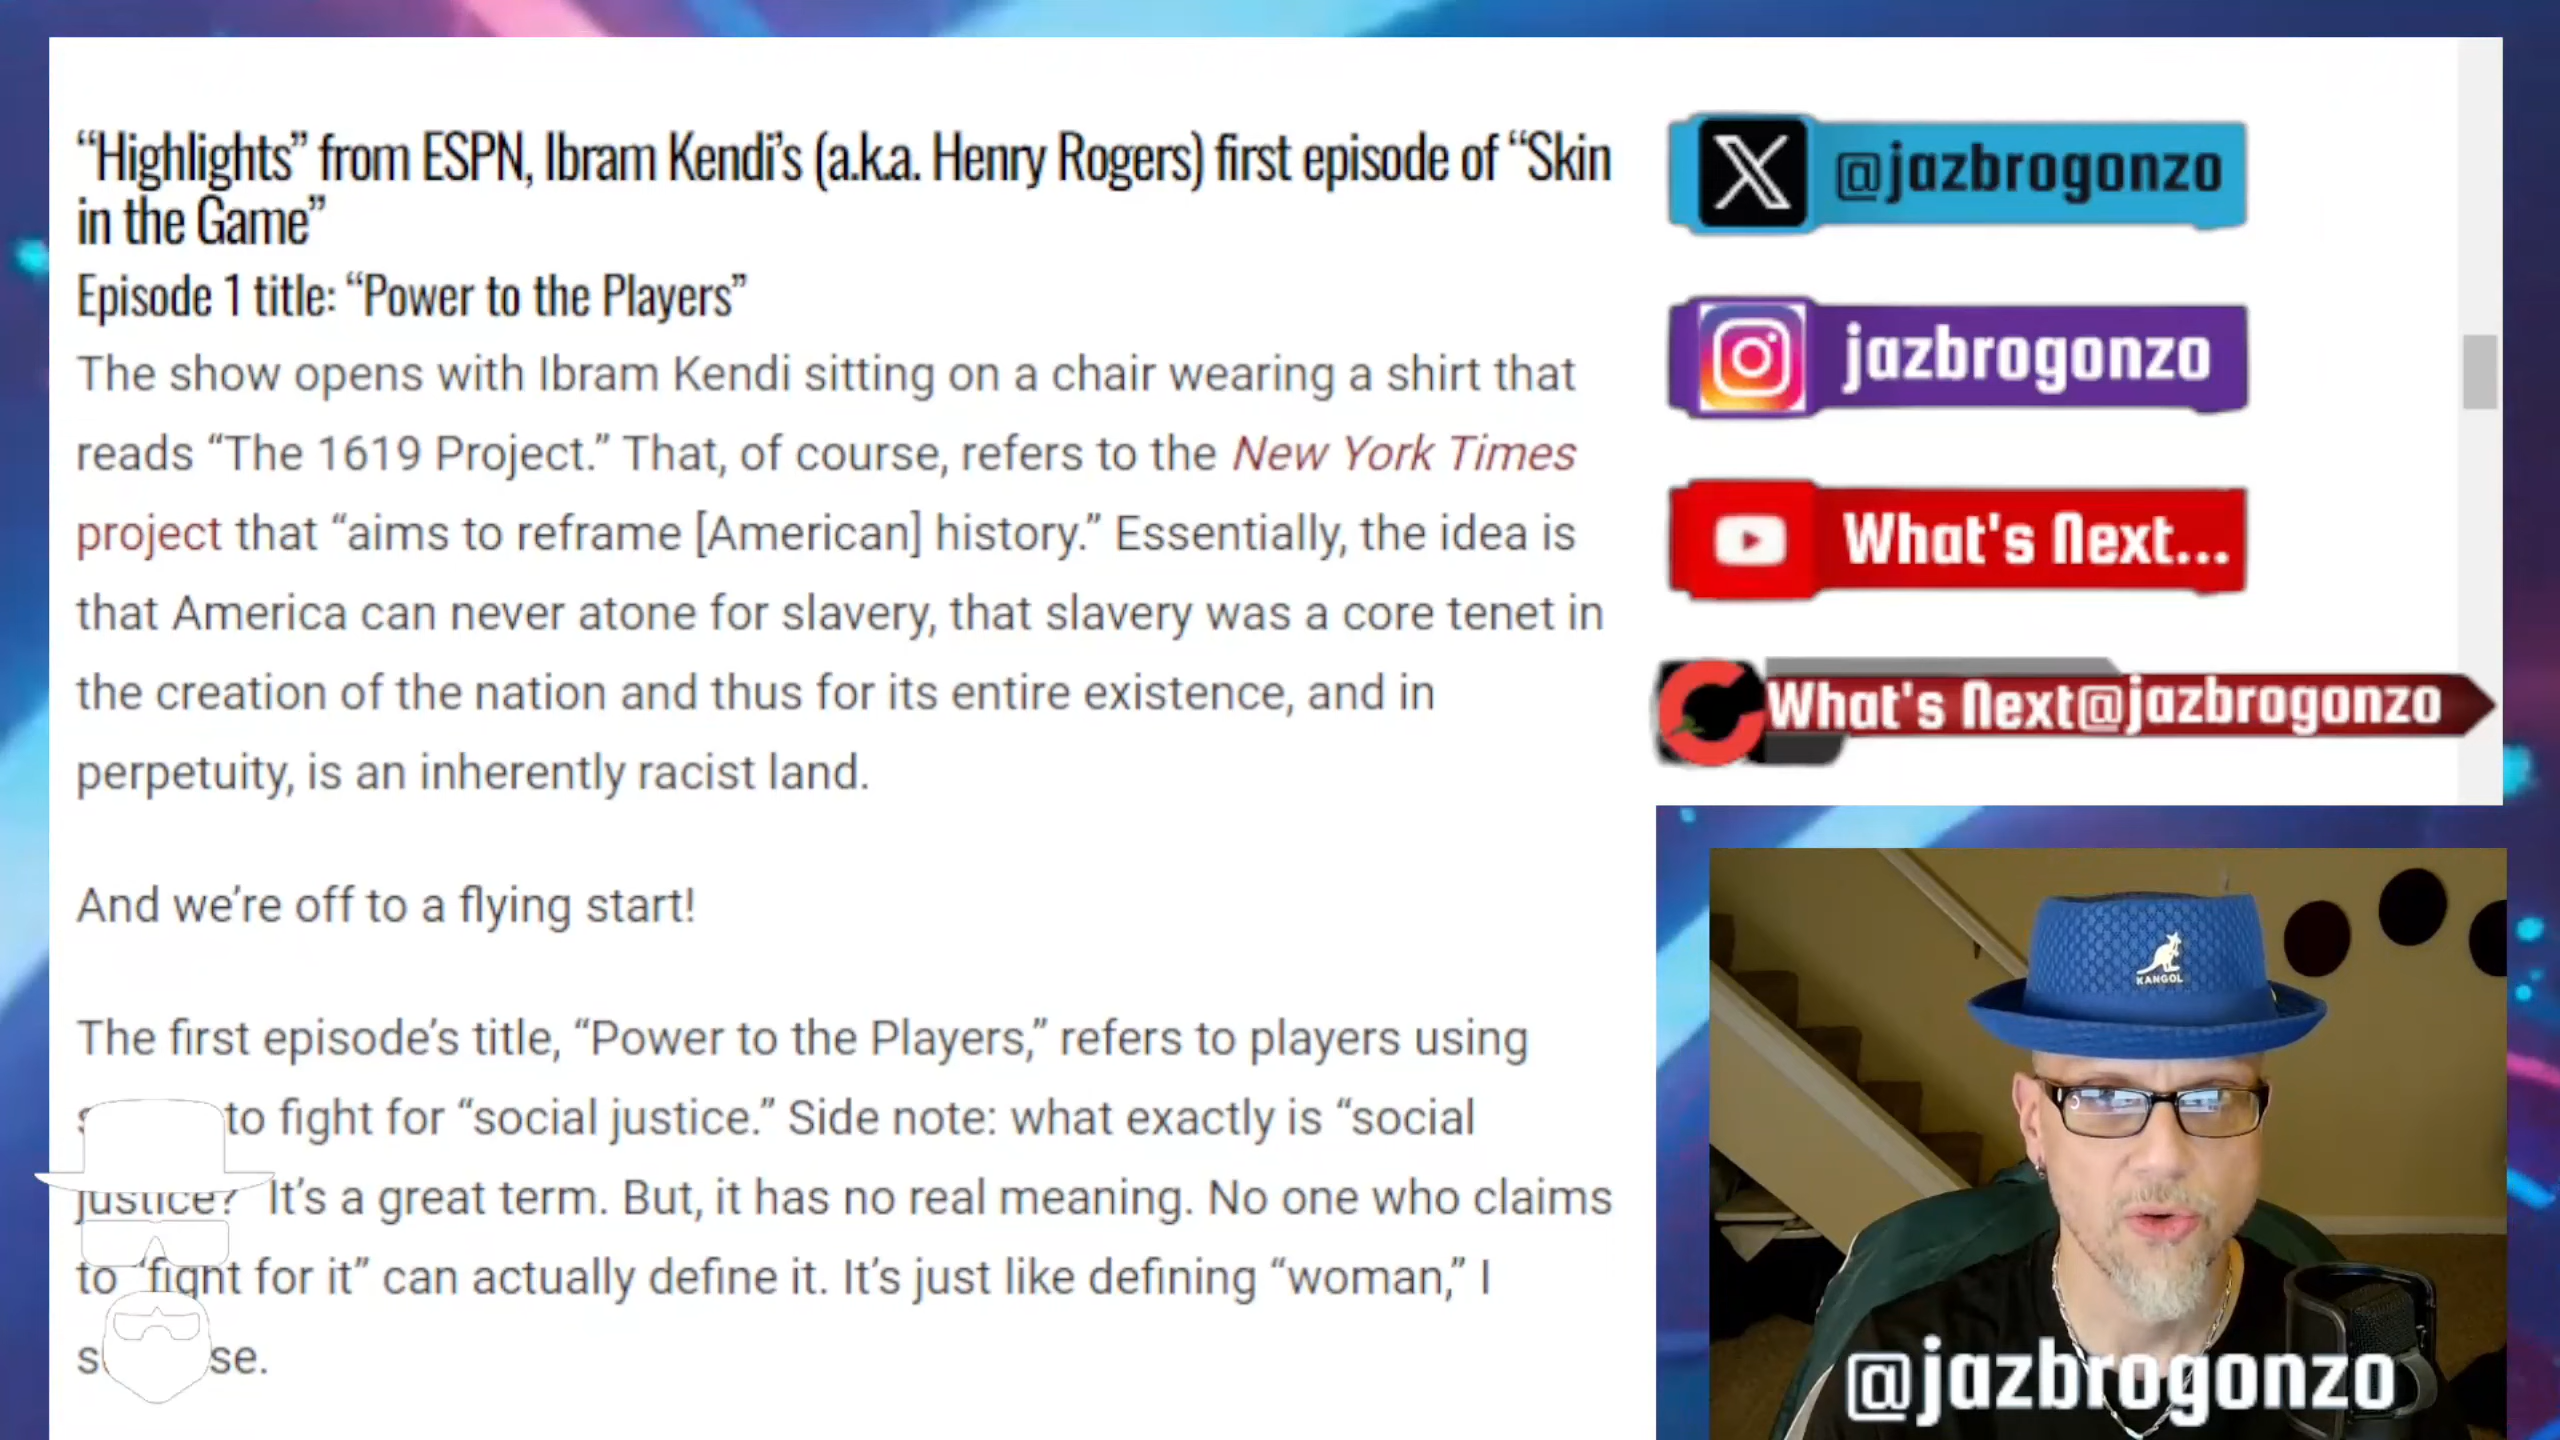 “Highlights” from ESPN, Ibram Kendi’s (a.k.a. Henry Rogers) first episode of “Skin
in the Game”
Episode 1 title: “Power to the Players”
The show opens with Ibram Kendi sitting on a chair wearing a shirt that
reads “The 1619 Project.” That, of course, refers to the New York Times
project that “aims to reframe [American] history.” Essentially, the idea is
that America can never atone for slavery, that slavery was a core tenet in
the creation of the nation and thus for its entire existence, and in
perpetuity, is an inherently racist land.
And we’re off to a flying start!
The first episode’s title, “Power to the Players,” refers to players using
to fight for “social justice.” Side note: what exactly is “social
justice?” It’s a great term. But, it has no real meaning. No one who claims
to “fight for it” can actually define it. It’s just like defining “woman,” I
@jazbrogonzo
jazbrogonzo
What's Next...
What's Next@jazbrogonzo
KANGOL
@jazbrogonzo